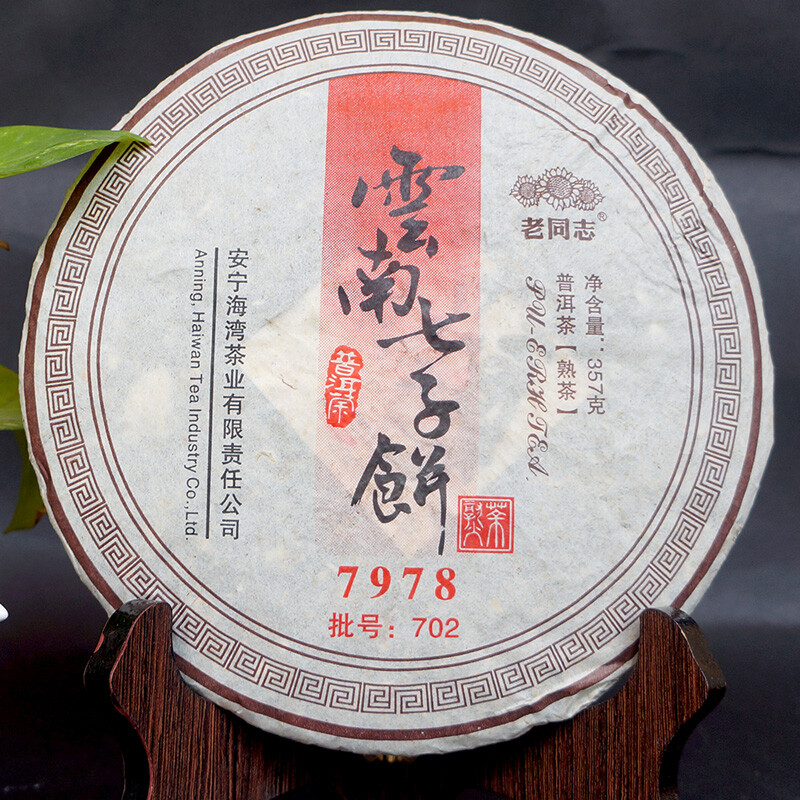 老同志®
净含量:357克
普洱茶【熟茶】
PU-ERH TEA.
雲南七子餅
普洱茶
熟茶
安宁海湾茶业有限责任公司
Anning, Haiwan Tea Industry Co.,Ltd.
7978
批号: 702